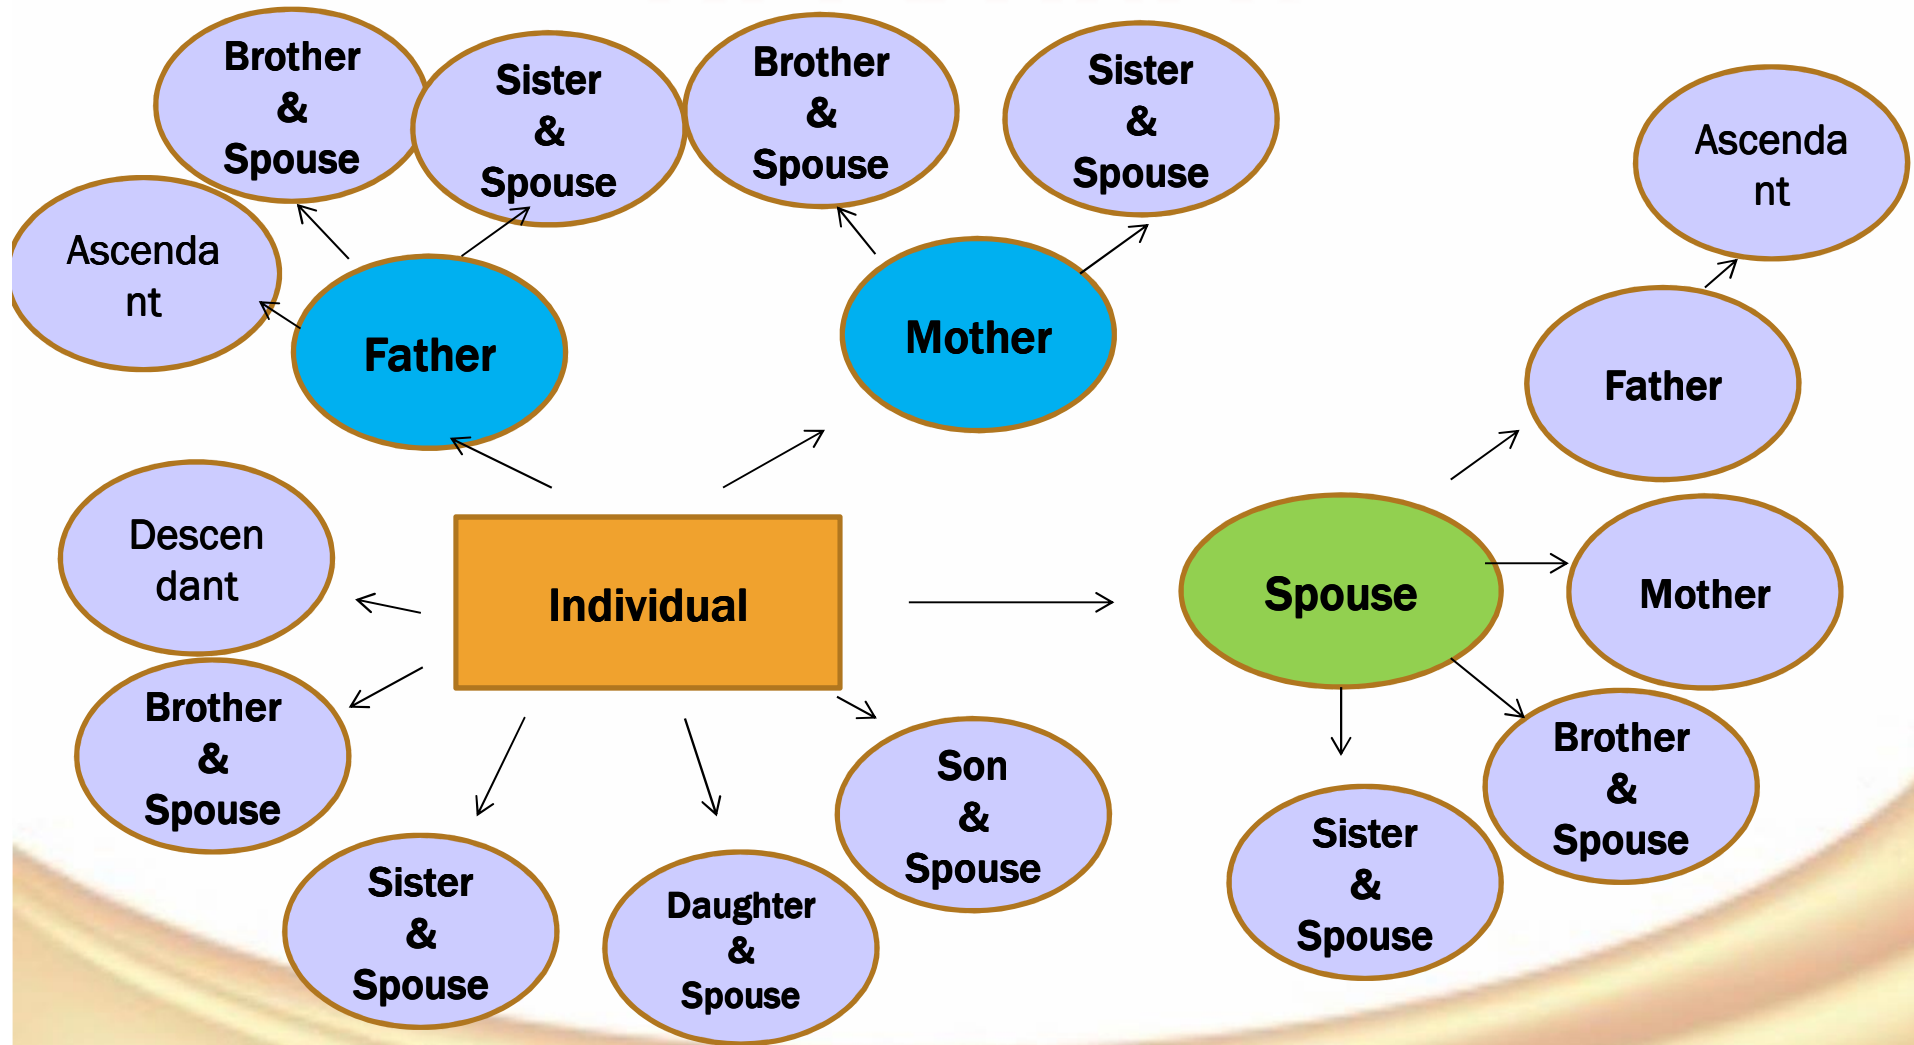 Brother
&
Spouse
Sister
&
Spouse
Brother
&
Spouse
Sister
&
Spouse
Ascenda
nt
Ascenda
nt
Father
Mother
Father
Descen
dant
Individual
Spouse
Mother
Brother
&
Spouse
Son
&
Spouse
Brother
&
Spouse
Sister
&
Spouse
Daughter
&
Spouse
Sister
&
Spouse